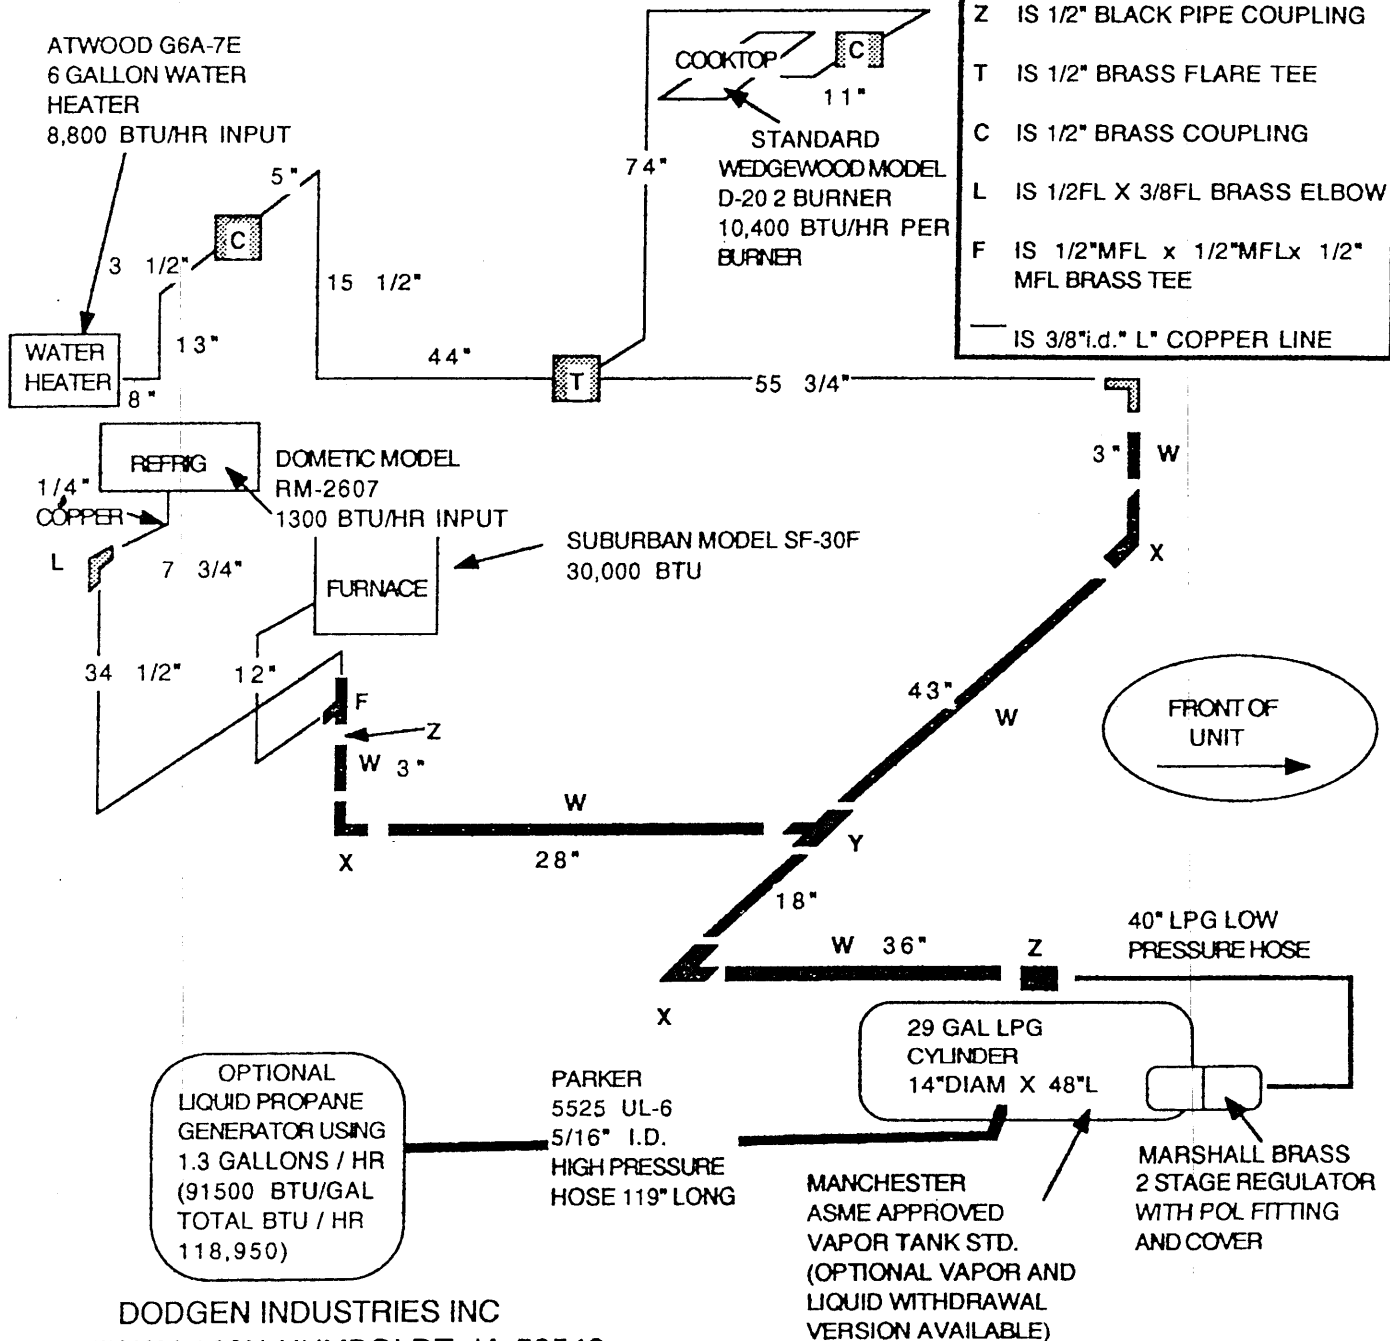 Z IS 1/2" BLACK PIPE COUPLING
T IS 1/2" BRASS FLARE TEE
C IS 1/2" BRASS COUPLING
L IS 1/2FL X 3/8FL BRASS ELBOW
F IS 1/2"MFL x 1/2"MFLx 1/2"
MFL BRASS TEE
IS 3/8"i.d." L" COPPER LINE
ATWOOD G6A-7E
6 GALLON WATER
HEATER
8,800 BTU/HR INPUT
COOKTOP
C
11"
STANDARD
WEDGEWOOD MODEL
D-20 2 BURNER
10,400 BTU/HR PER
BURNER
74"
5"
C
3 1/2"
15 1/2"
13"
WATER
HEATER
8"
44"
T
55 3/4"
3" W
X
REFRIG
DOMETIC MODEL
RM-2607
1300 BTU/HR INPUT
1/4"
COPPER
L
7 3/4"
SUBURBAN MODEL SF-30F
30,000 BTU
FURNACE
34 1/2"
12"
F
Z
W 3"
X
W
28"
43"
W
Y
18"
X
W 36"
Z
FRONT OF
UNIT
40" LPG LOW
PRESSURE HOSE
29 GAL LPG
CYLINDER
14"DIAM X 48"L
OPTIONAL
LIQUID PROPANE
GENERATOR USING
1.3 GALLONS / HR
(91500 BTU/GAL
TOTAL BTU / HR
118,950)
PARKER
5525 UL-6
5/16" I.D.
HIGH PRESSURE
HOSE 119" LONG
MANCHESTER
ASME APPROVED
VAPOR TANK STD.
(OPTIONAL VAPOR AND
LIQUID WITHDRAWAL
VERSION AVAILABLE)
MARSHALL BRASS
2 STAGE REGULATOR
WITH POL FITTING
AND COVER
DODGEN INDUSTRIES INC